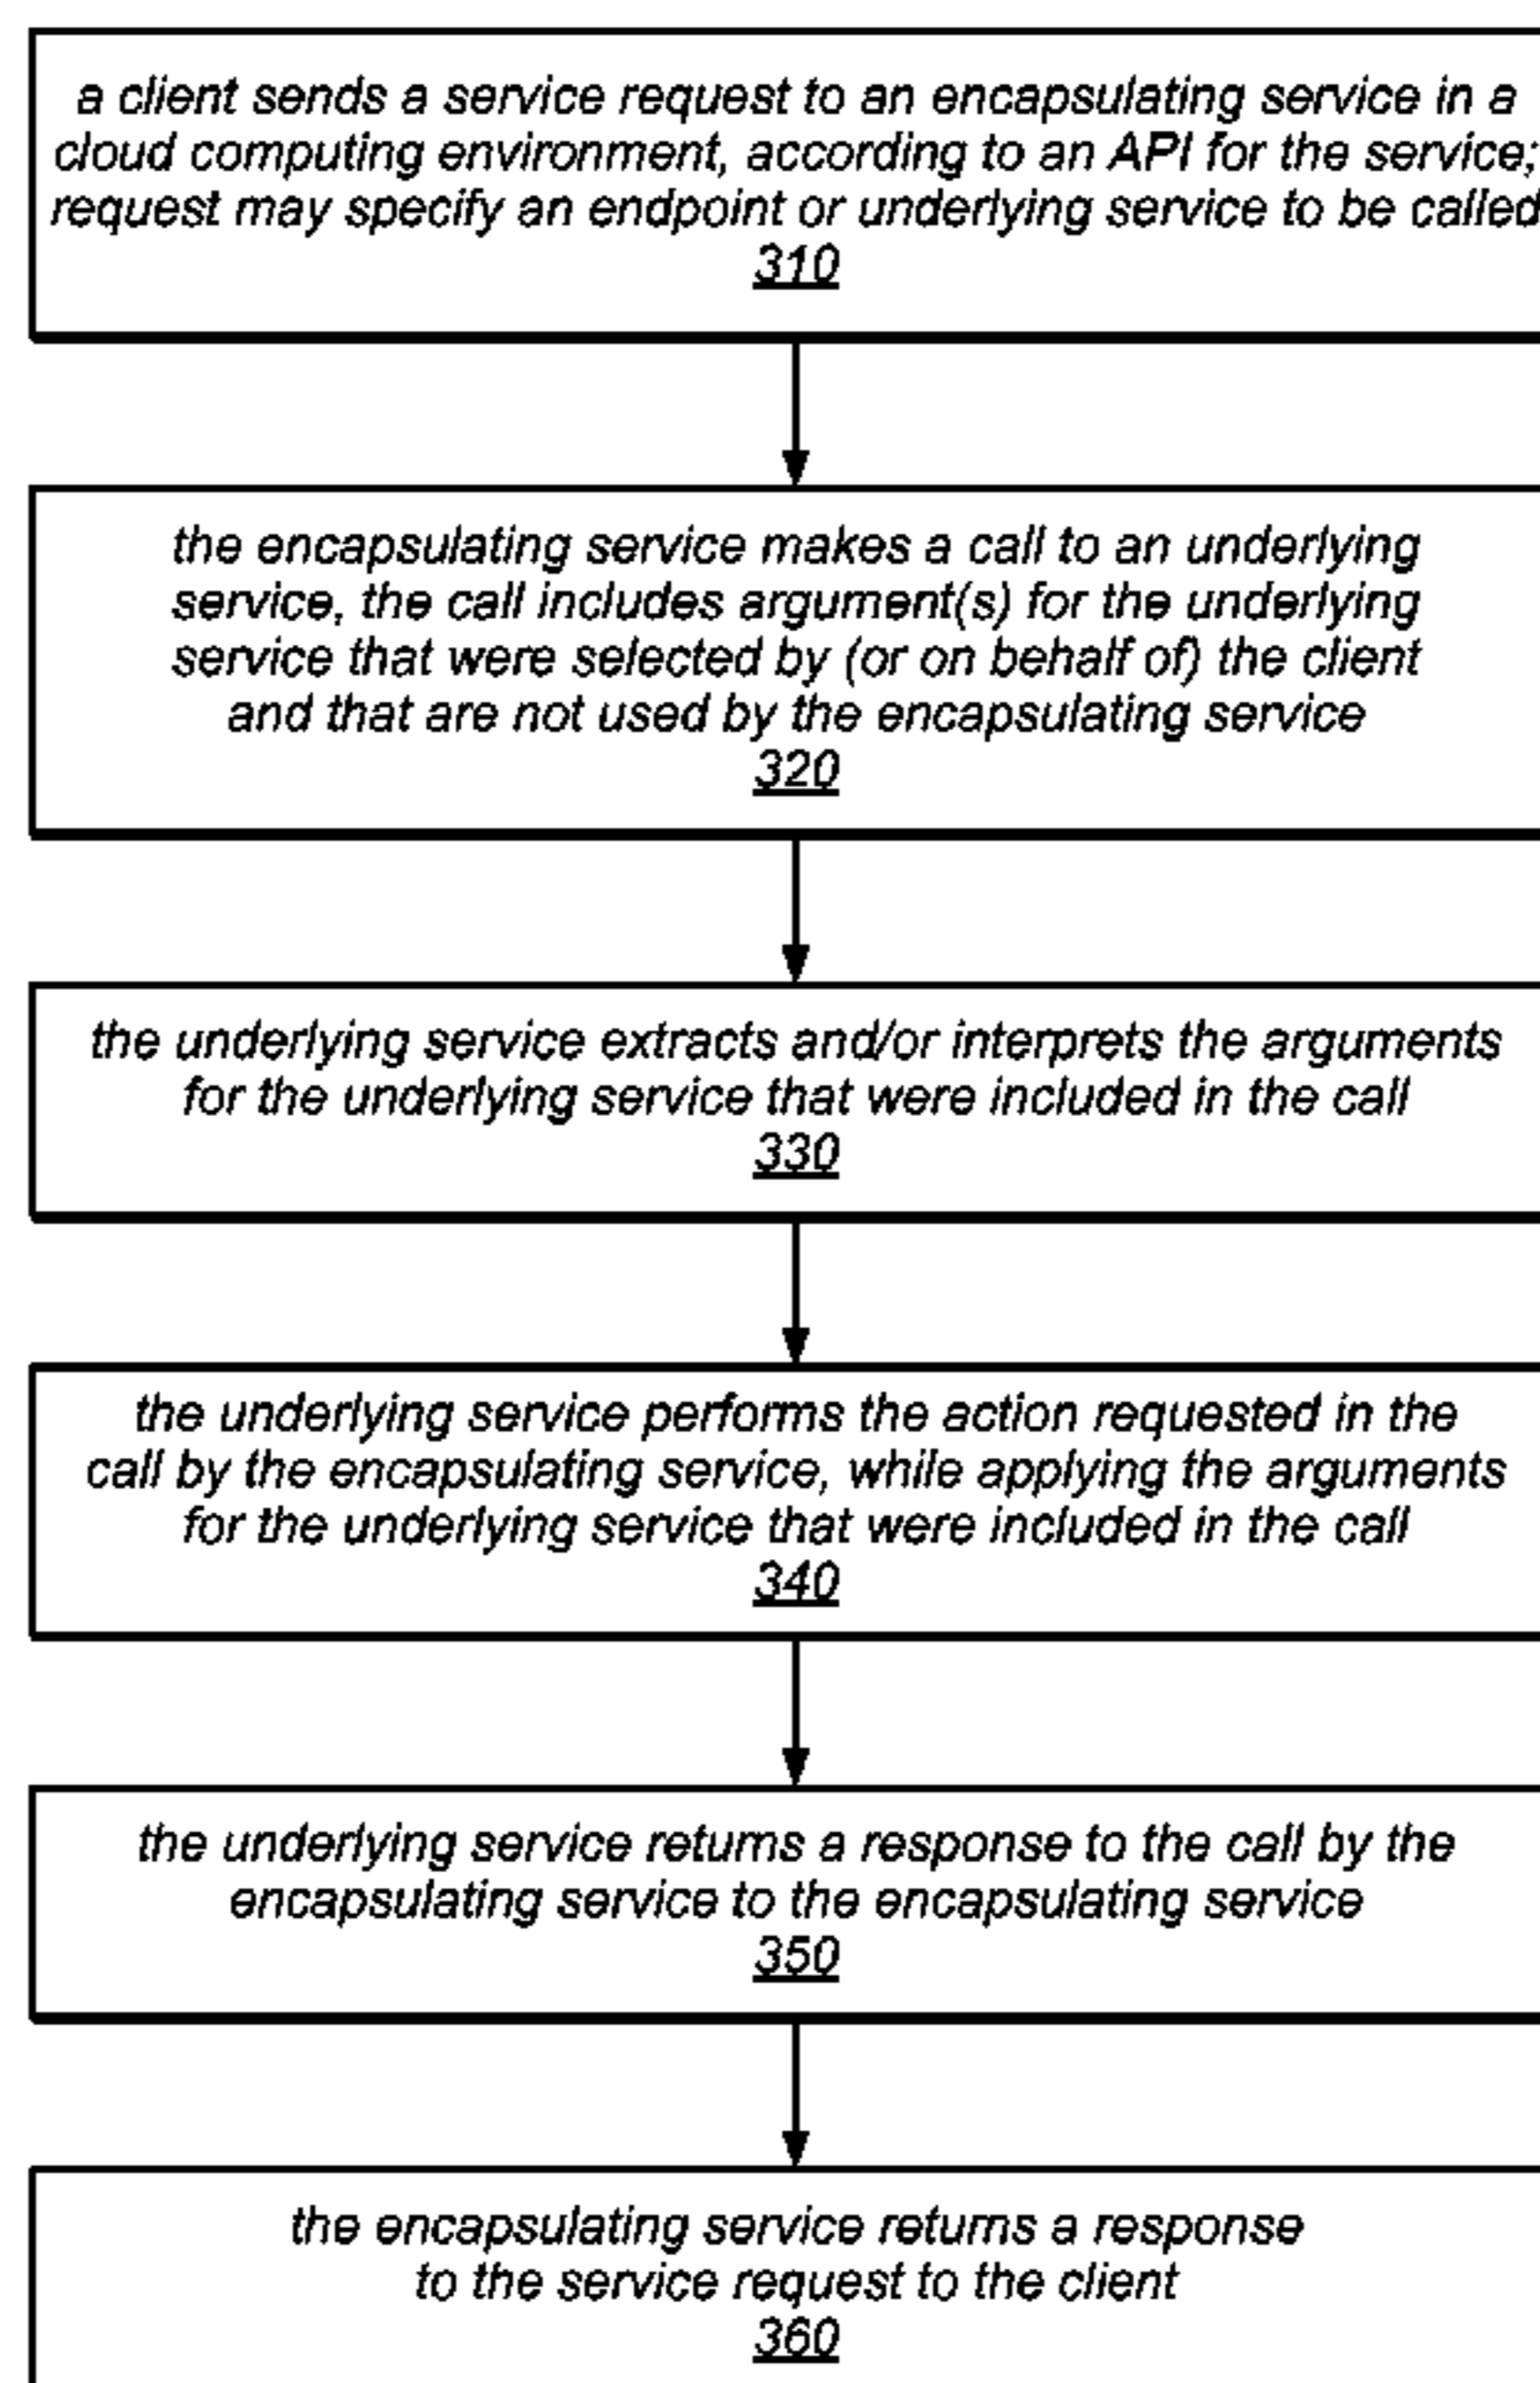 a client sends a service request to an encapsulating service in a
cloud computing environment, according to an API for the service;
request may specify an endpoint or underlying service to be called
310
the encapsulating service makes a call to an underlying
service, the call includes argument(s) for the underlying
service that were selected by (or on behalf of) the client
and that are not used by the encapsulating service
320
the underlying service extracts and/or interprets the arguments
for the underlying service that were included in the call
330
the underlying service performs the action requested in the
call by the encapsulating service, while applying the arguments
for the underlying service that were included in the call
340
the underlying service returns a response to the call by the
encapsulating service to the encapsulating service
350
the encapsulating service returns a response
to the service request to the client
360